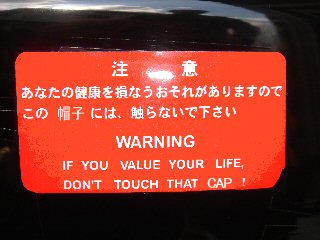 注 意
あなたの健康を損なうおそれがありますので
この 帽子 には、触らないで下さい
WARNING
IF YOU VALUE YOUR LIFE,
DON'T TOUCH THAT CAP !